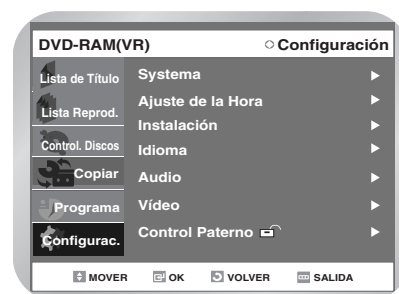 DVD-RAM(VR) Configuración
Lista de Título
Lista Reprod.
Control. Discos
Copiar
Programa
Configurac.
Systema
Ajuste de la Hora
Instalación
Idioma
Audio
Vídeo
Control Paterno
MOVER OK VOLVER SALIDA